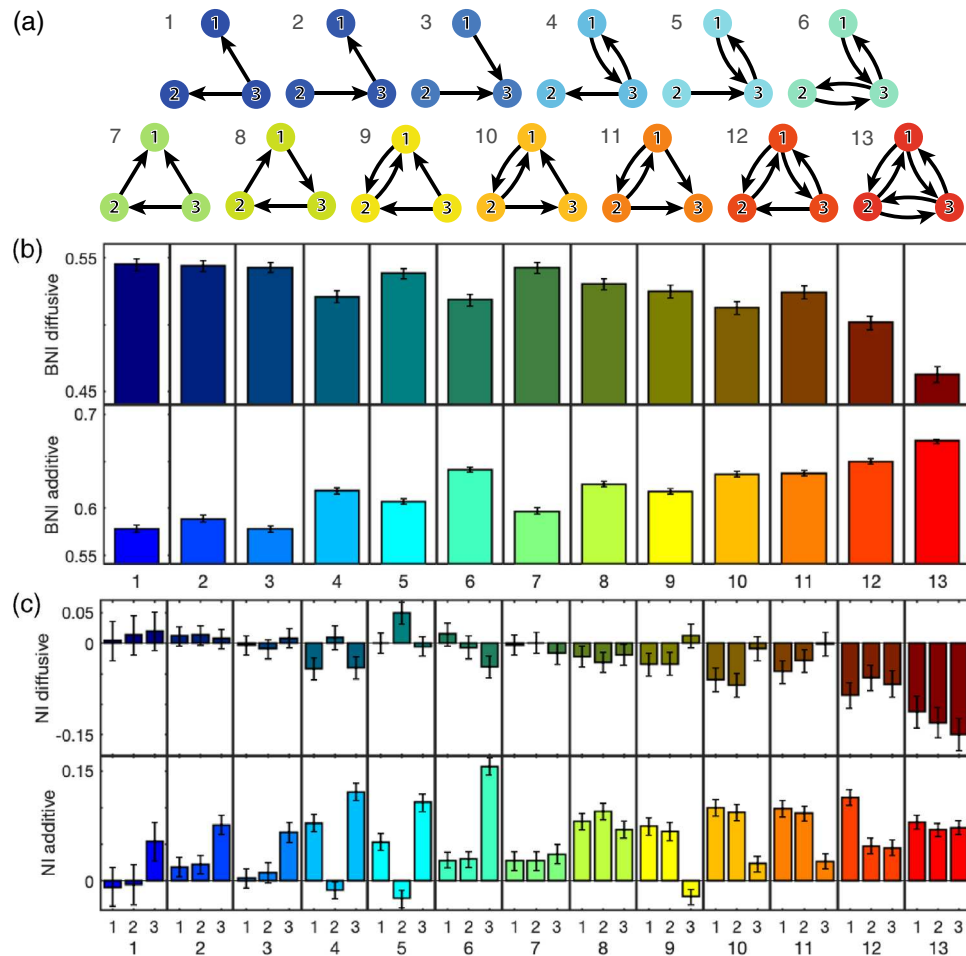 (a)
1 2 3 4 5 6
1 1 1 1 1 1
2 3 2 3 2 3 2 3 2 3 2 3
7 8 9 10 11 12 13
1 1 1 1 1 1 1
2 3 2 3 2 3 2 3 2 3 2 3 2 3
(b)
0.55
BNI diffusive
0.45
0.7
BNI additive
0.6
0.55
1 2 3 4 5 6 7 8 9 10 11 12 13
(c)
0.05
0
NI diffusive
-0.15
0.15
NI additive
0
1 2 3 1 2 3 1 2 3 1 2 3 1 2 3 1 2 3 1 2 3 1 2 3 1 2 3 1 2 3 1 2 3 1 2 3 1 2 3
1 2 3 4 5 6 7 8 9 10 11 12 13